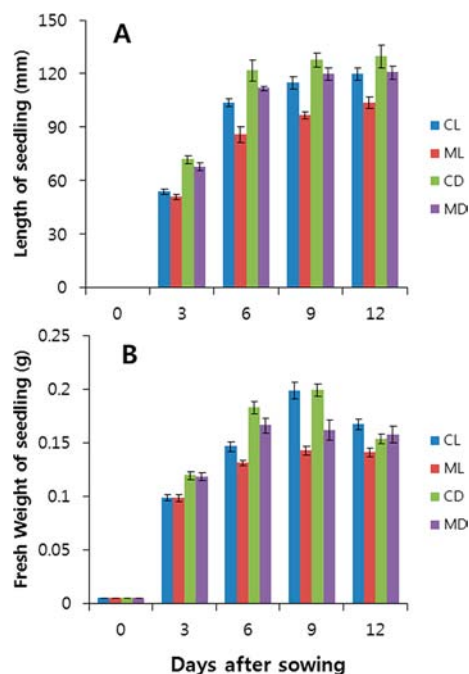 A
Length of seedling (mm)
150
120
90
60
30
0
0 3 6 9 12
CL
ML
CD
MD
B
Fresh Weight of seedling (g)
0.25
0.2
0.15
0.1
0.05
0
0 3 6 9 12
CL
ML
CD
MD
Days after sowing